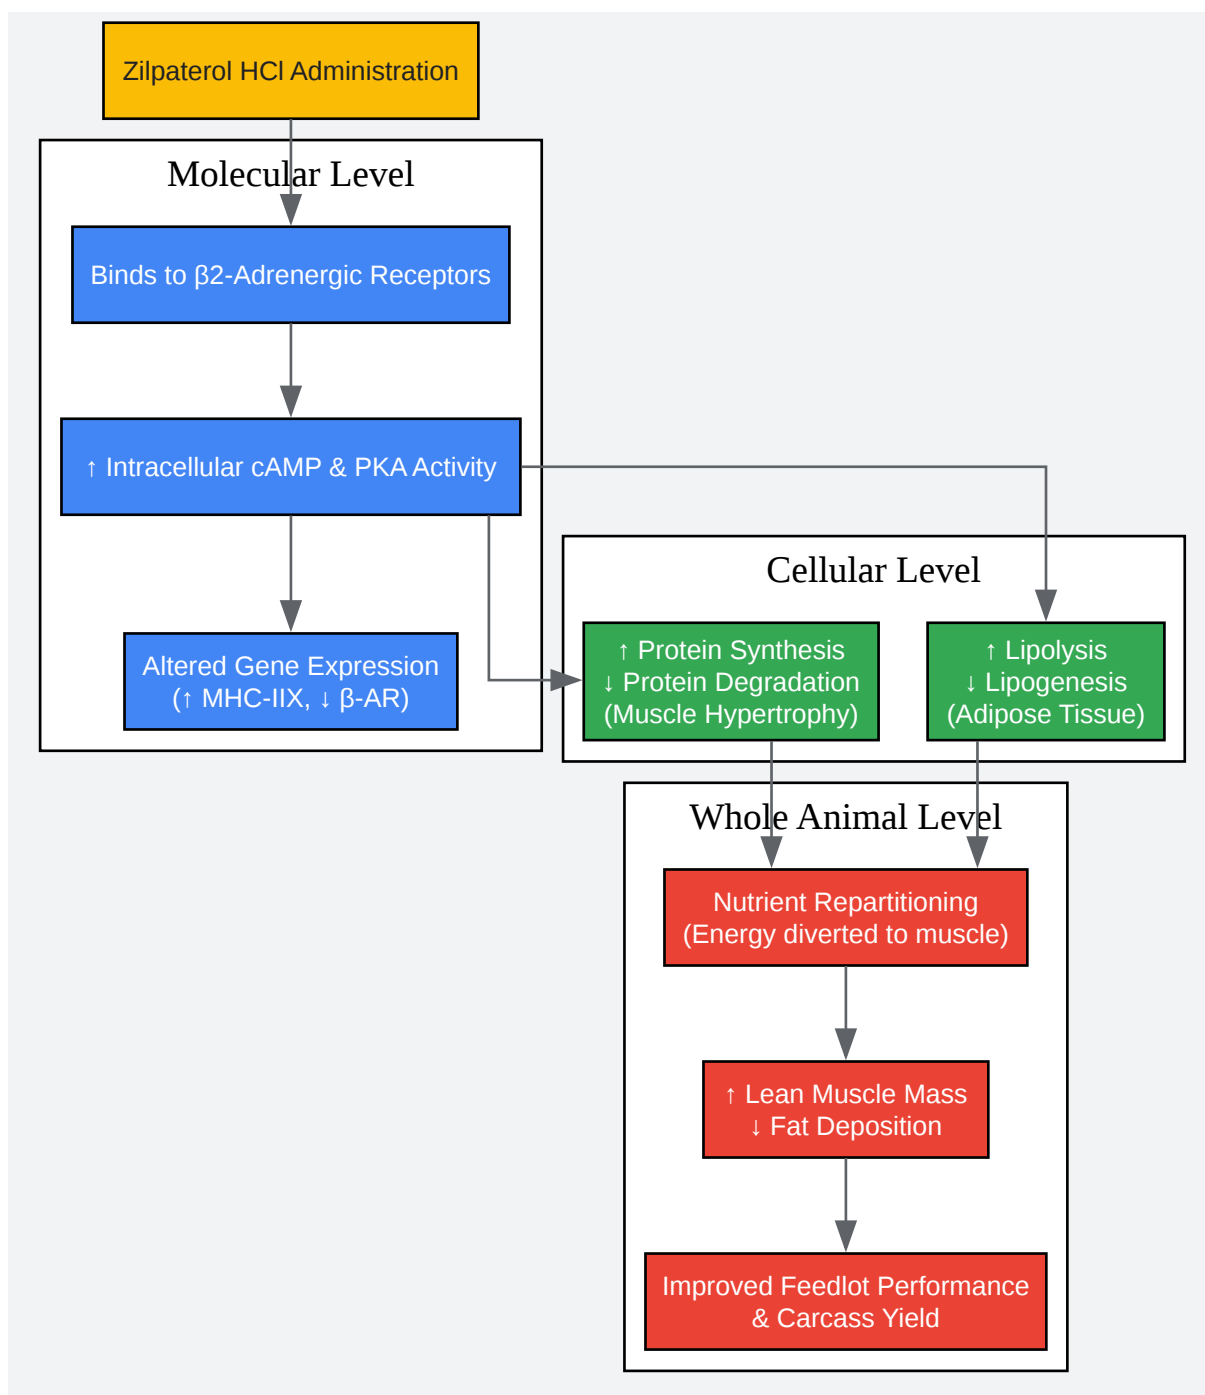 Zilpaterol HCl Administration
Molecular Level
Binds to β2-Adrenergic Receptors
↑ Intracellular cAMP & PKA Activity
Altered Gene Expression
(↑ MHC-IIX, ↓ β-AR)
Cellular Level
↑ Protein Synthesis
↓ Protein Degradation
(Muscle Hypertrophy)
↑ Lipolysis
↓ Lipogenesis
(Adipose Tissue)
Whole Animal Level
Nutrient Repartitioning
(Energy diverted to muscle)
↑ Lean Muscle Mass
↓ Fat Deposition
Improved Feedlot Performance
& Carcass Yield